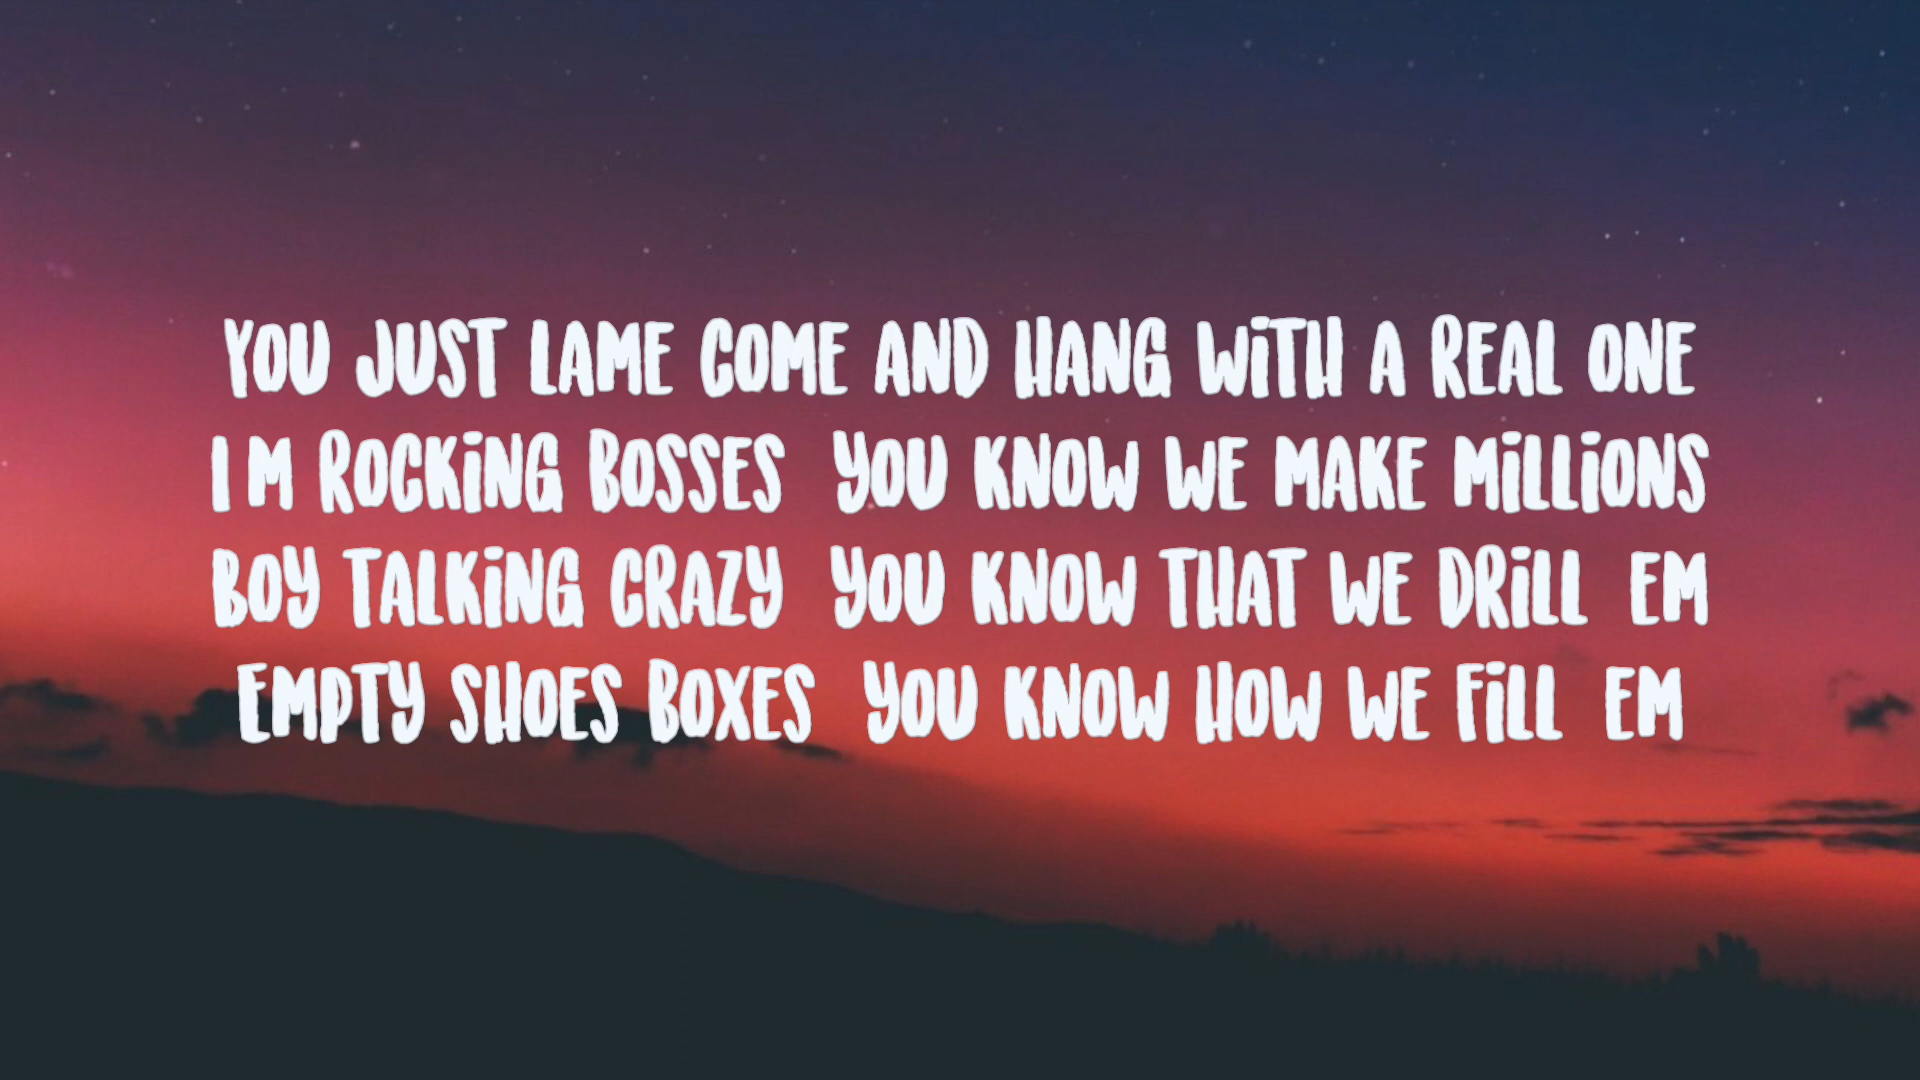 YOU JUST LAME COME AND HANG WITH A REAL ONE
I M ROCKING BOSSES YOU KNOW WE MAKE MILLIONS
BOY TALKING CRAZY YOU KNOW THAT WE DRILL EM
EMPTY SHOES BOXES YOU KNOW HOW WE FILL EM